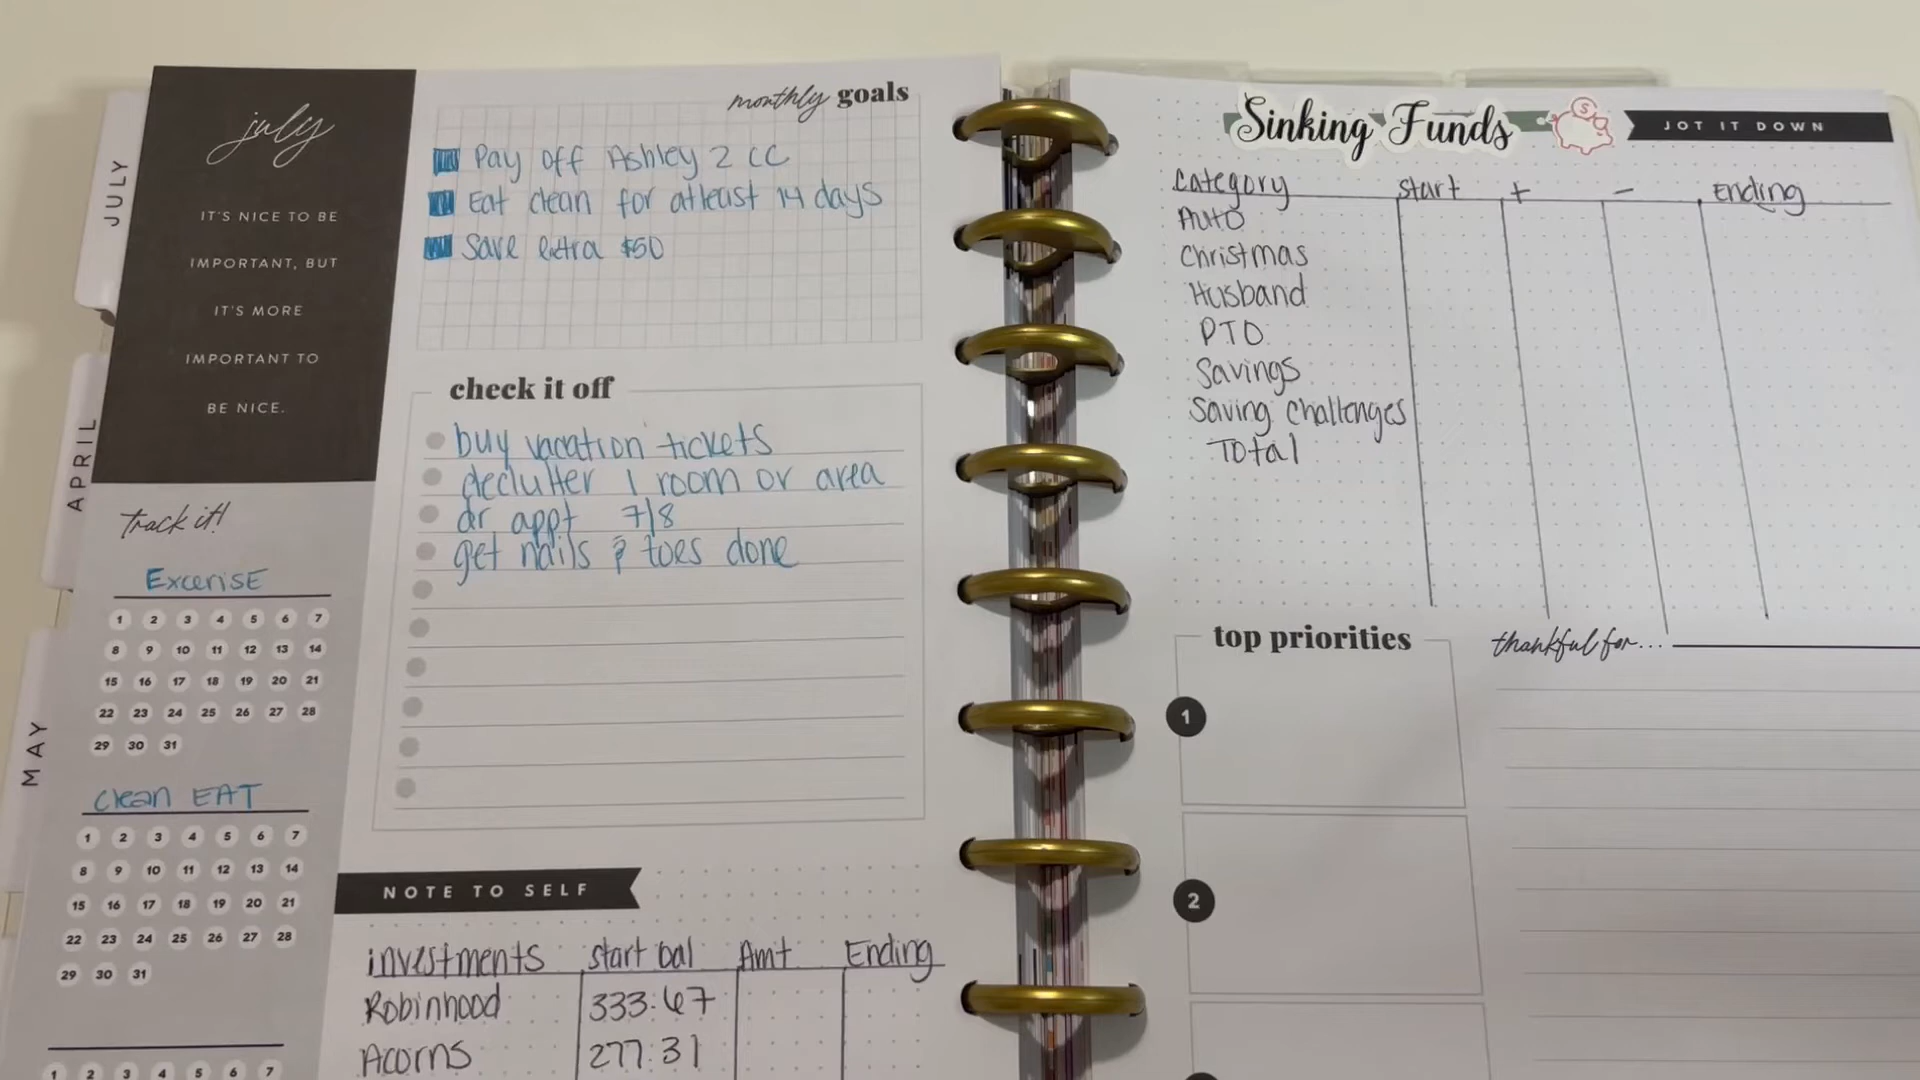 JULY
APRIL
MAY
july
IT'S NICE TO BE
IMPORTANT, BUT
IT'S MORE
IMPORTANT TO
BE NICE.
track it!
Excerise
1 2 3 4 5 6 7
8 9 10 11 12 13 14
15 16 17 18 19 20 21
22 23 24 25 26 27 28
29 30 31
Clean EAT
1 2 3 4 5 6 7
8 9 10 11 12 13 14
15 16 17 18 19 20 21
22 23 24 25 26 27 28
29 30 31
1 2 3 4 5 6 7
monthly goals
Pay off Ashley 2 CC
Eat clean for atleast 14 days
Save extra $50
check it off
buy vacation tickets
declutter 1 room or area
dr appt 7/8
get nails & toes done
NOTE TO SELF
investments start bal Amt Ending
Robinhood 333.67
Acorns 277.31
Sinking Funds
JOT IT DOWN
Category start + - Ending
Auto
Christmas
Husband
PTO
Savings
Saving Challenges
Total
top priorities
1
2
thankful for...